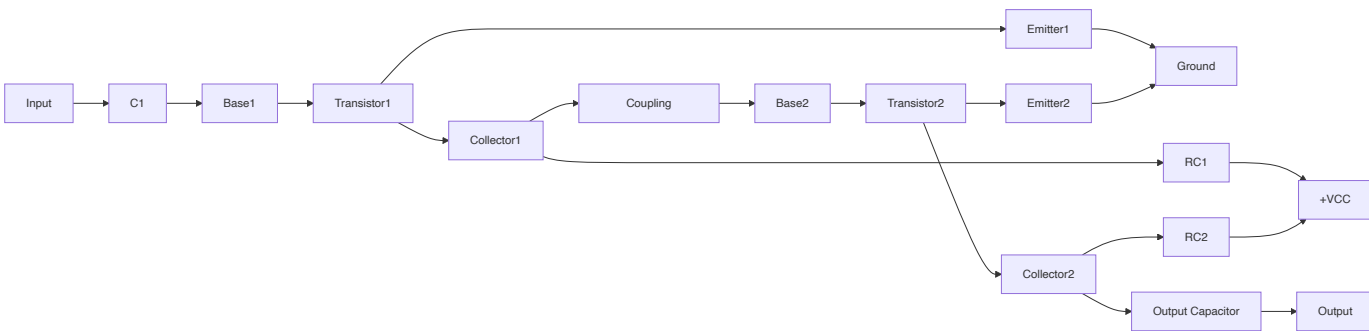 Input
C1
Base1
Transistor1
Collector1
Coupling
Base2
Transistor2
Emitter1
Emitter2
Ground
RC1
RC2
+VCC
Collector2
Output Capacitor
Output